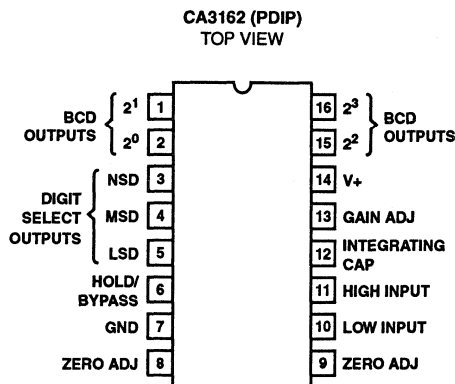 CA3162 (PDIP)
TOP VIEW
BCD OUTPUTS
2¹ 1
2⁰ 2
DIGIT SELECT OUTPUTS
NSD 3
MSD 4
LSD 5
HOLD/ BYPASS 6
GND 7
ZERO ADJ 8
16 2³
15 2²
BCD OUTPUTS
14 V+
13 GAIN ADJ
12 INTEGRATING CAP
11 HIGH INPUT
10 LOW INPUT
9 ZERO ADJ